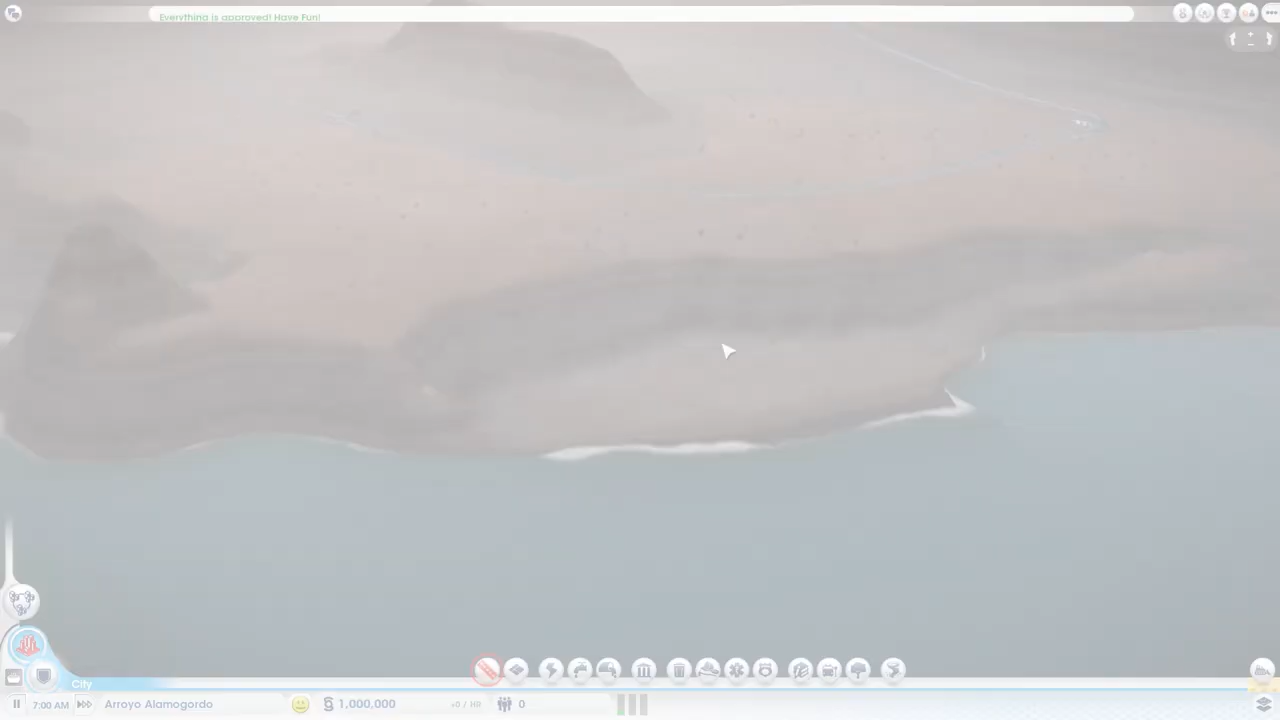 Everything is approved! Have Fun!
City
7:00 AM
Arroyo Alamogordo
1,000,000
+0 / HR
0